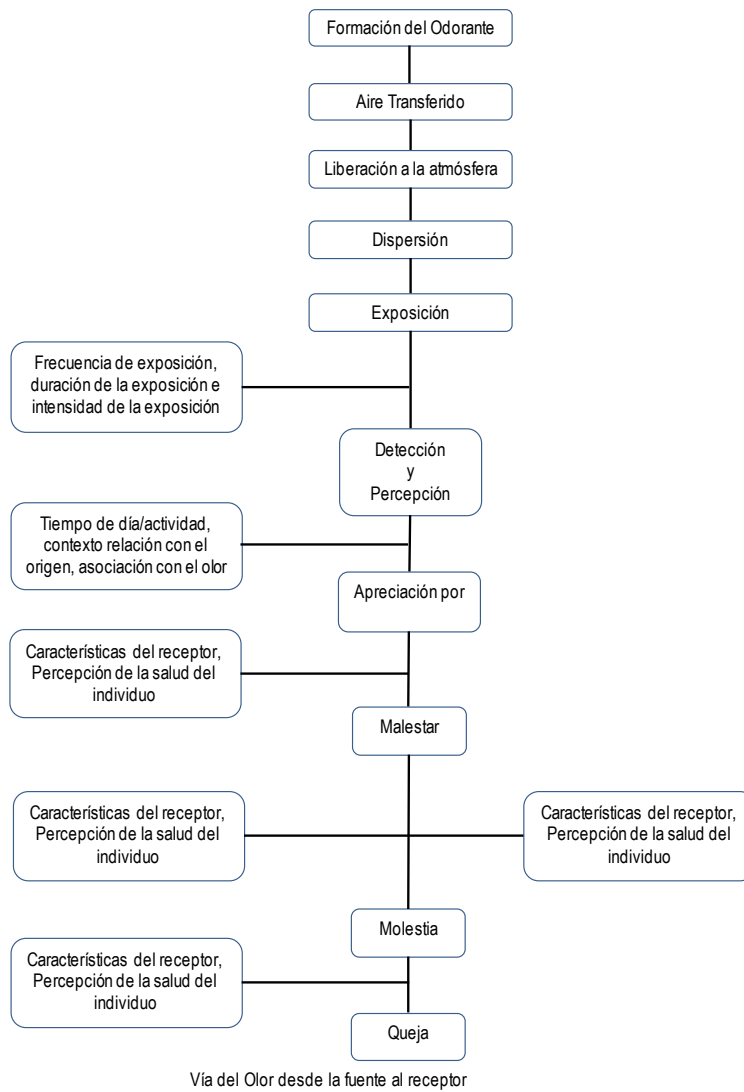 Formación del Odorante
Aire Transferido
Liberación a la atmósfera
Dispersión
Exposición
Frecuencia de exposición,
duración de la exposición e
intensidad de la exposición
Detección
y
Percepción
Tiempo de día/actividad,
contexto relación con el
origen, asociación con el olor
Apreciación por
Características del receptor,
Percepción de la salud del
individuo
Malestar
Características del receptor,
Percepción de la salud del
individuo
Características del receptor,
Percepción de la salud del
individuo
Molestia
Características del receptor,
Percepción de la salud del
individuo
Queja
Vía del Olor desde la fuente al receptor